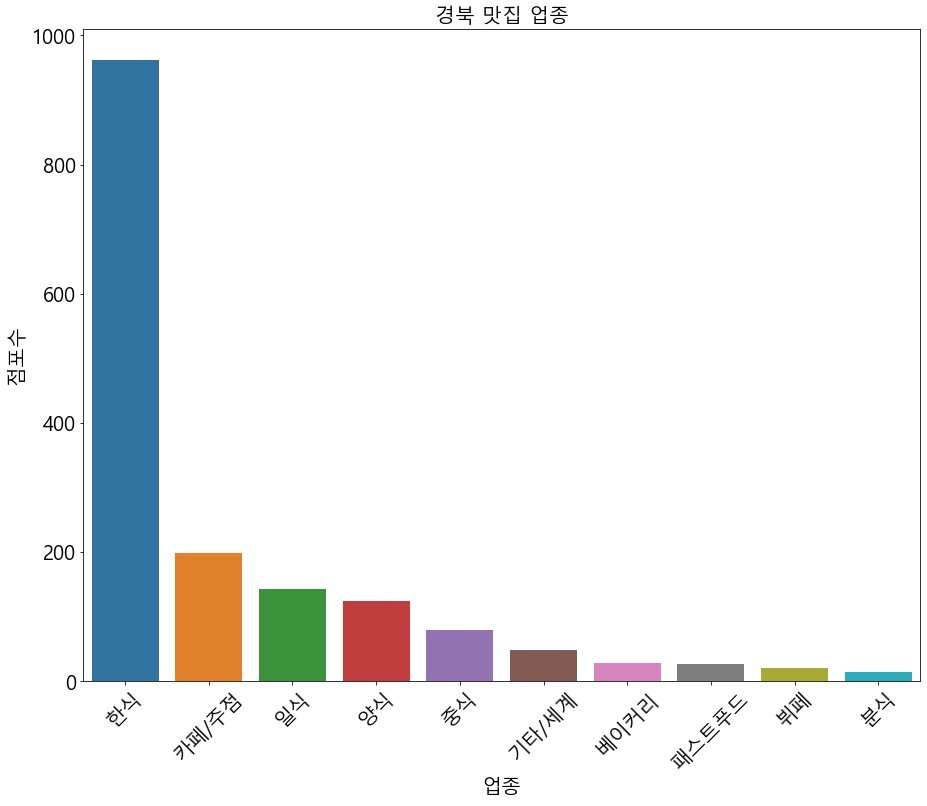 경북 맛집 업종
1000
800
600
400
200
0
점포수
한식
카페/주점
일식
양식
중식
기타/세계
베이커리
패스트푸드
뷔페
분식
업종